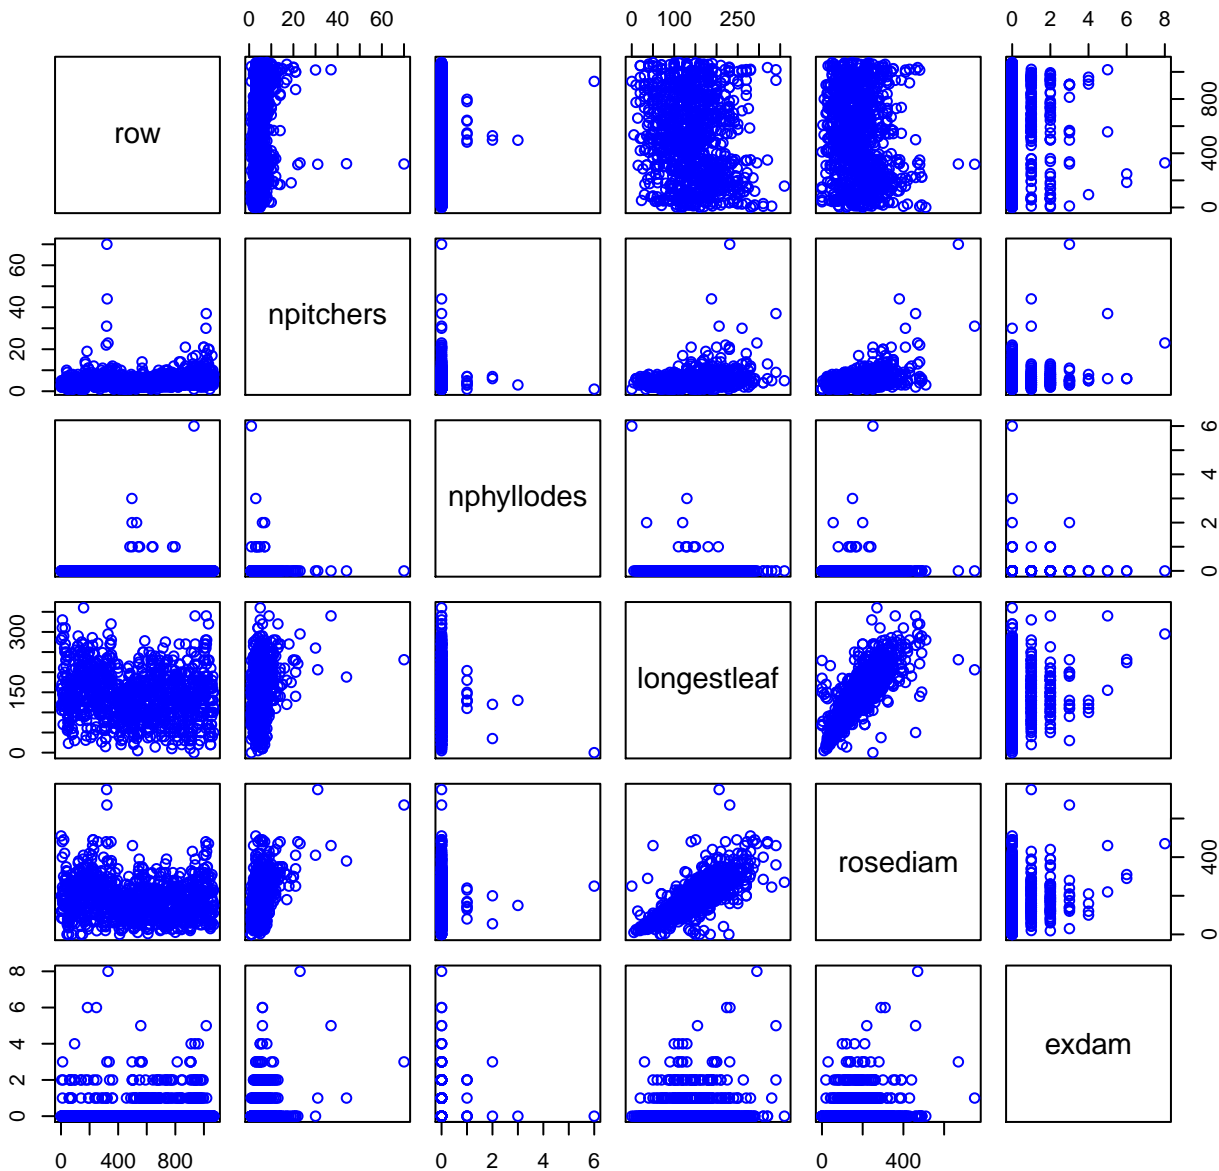 0 20 40 60 0 100 250 0 2 4 6 8
row 0 400 800
0 20 40 60 npitchers
nphyllodes 0 2 4 6
0 150 300 longestleaf
rosediam 0 400
0 2 4 6 8 exdam
0 400 800 0 2 4 6 0 400